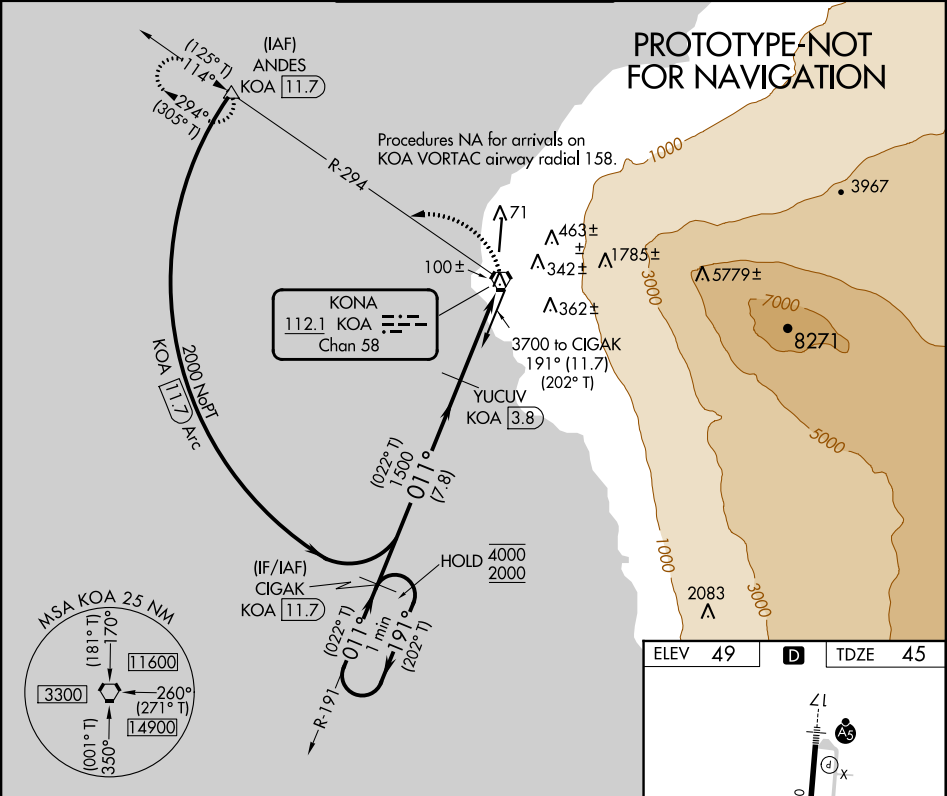 PROTOTYPE-NOT
FOR NAVIGATION
(IAF)
ANDES
KOA 11.7
(125° T)
114°
294°
(305° T)
R-294
Procedures NA for arrivals on
KOA VORTAC airway radial 158.
1000
3967
71
463±
±
342±
1785±
5779±
100±
362±
3000
7000
8271
KONA
112.1 KOA
Chan 58
3700 to CIGAK
191° (11.7)
(202° T)
2000 NoPT
KOA 11.7 Arc
YUCUV
KOA 3.8
5000
(022° T)
1500
011°
(7.8)
(IF/IAF)
CIGAK
KOA 11.7
HOLD 4000
2000
1000
3000
2083
(022° T)
011°
1 min
191°
(202° T)
R-191
MSA KOA 25 NM
(181° T)
170°
11600
3300
260°
(271° T)
14900
(001° T)
350°
ELEV 49
D
TDZE 45
17
A5
P
X
0